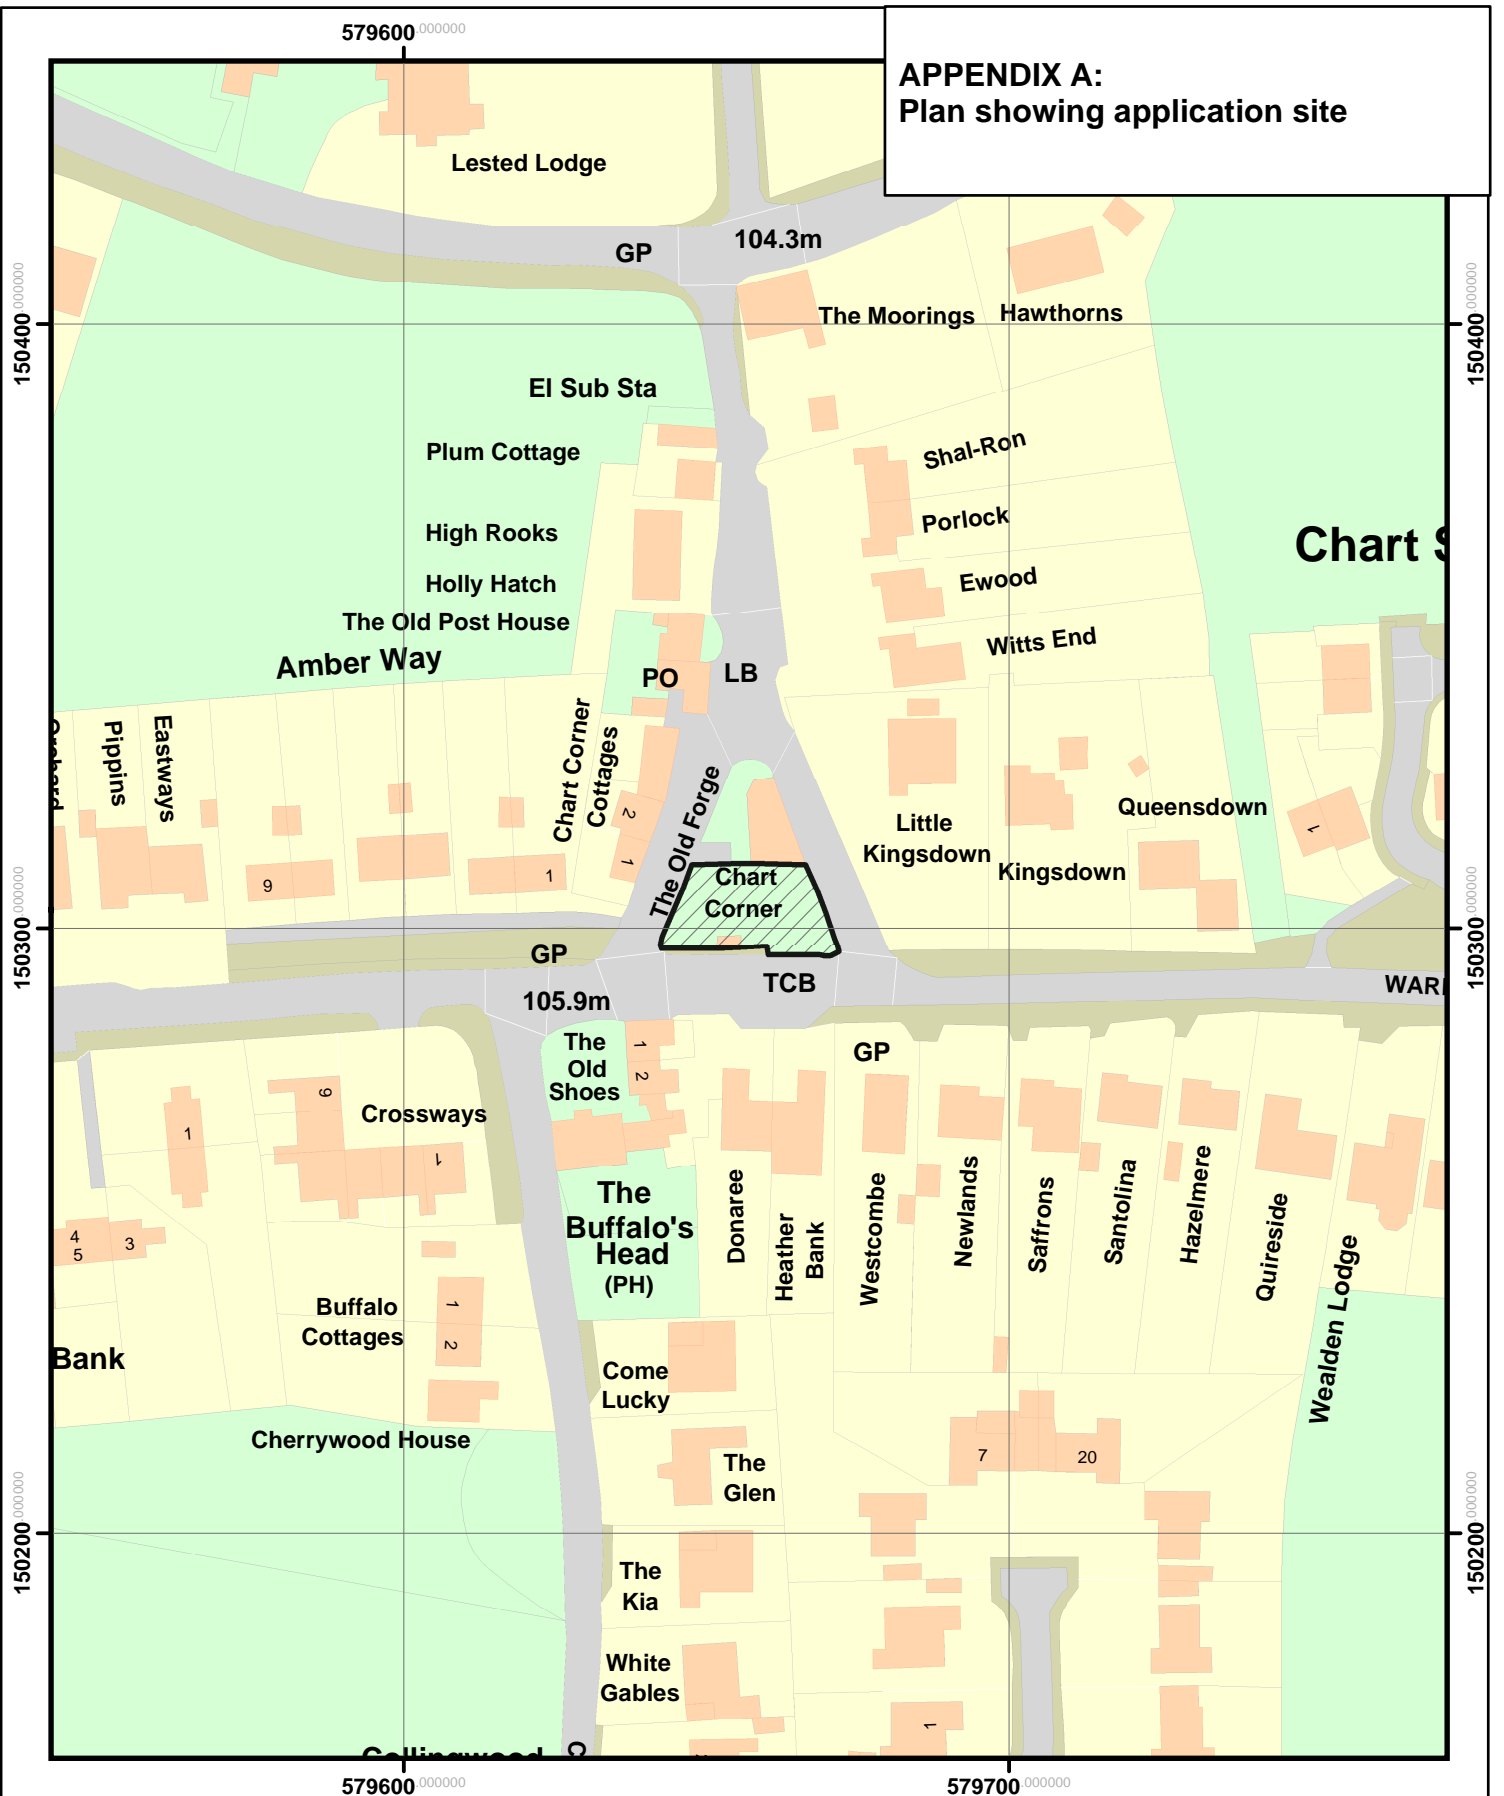 579600.000000
APPENDIX A:
Plan showing application site
Lested Lodge
GP
104.3m
The Moorings
Hawthorns
150400.000000
150400.000000
El Sub Sta
Plum Cottage
Shal-Ron
High Rooks
Porlock
Chart
Holly Hatch
Ewood
The Old Post House
Witts End
Amber Way
PO
LB
Pippins
Eastways
Chart Corner
Cottages
2
1
The Old Forge
Little
Kingsdown
Queensdown
1
Kingsdown
9
1
Chart
Corner
150300.000000
150300.000000
GP
TCB
105.9m
The
Old
Shoes
1
2
GP
1
9
Crossways
1
4
5
3
The
Buffalo's
Head
(PH)
Donaree
Heather
Bank
Westcombe
Newlands
Saffrons
Santolina
Hazelmere
Quireside
Wealden Lodge
Buffalo
Cottages
1
2
Bank
Come
Lucky
Cherrywood House
The
Glen
7
20
150200.000000
150200.000000
The
Kia
White
Gables
1
Collingwood
579600.000000
579700.000000